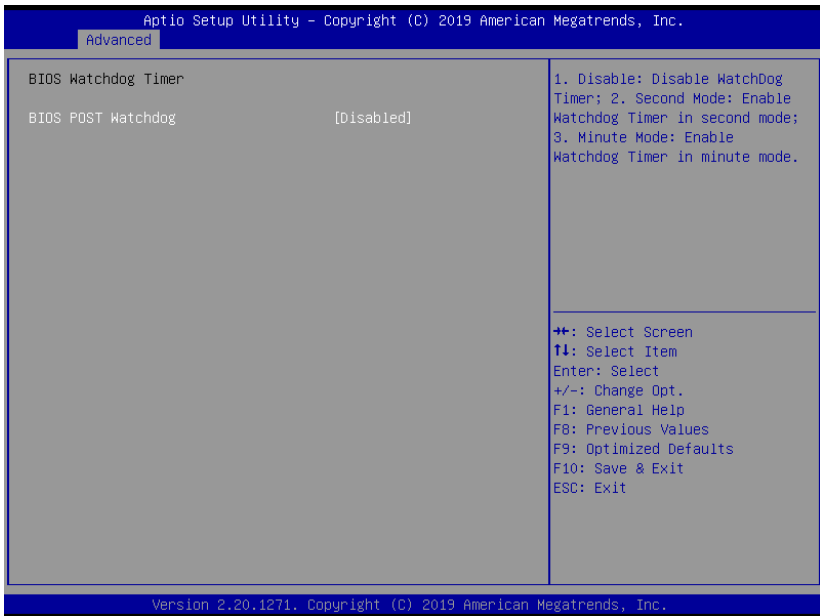 Aptio Setup Utility – Copyright (C) 2019 American Megatrends, Inc.
Advanced
BIOS Watchdog Timer
BIOS POST Watchdog [Disabled]
1. Disable: Disable WatchDog
Timer; 2. Second Mode: Enable
Watchdog Timer in second mode;
3. Minute Mode: Enable
Watchdog Timer in minute mode.
→←: Select Screen
↑↓: Select Item
Enter: Select
+/-: Change Opt.
F1: General Help
F8: Previous Values
F9: Optimized Defaults
F10: Save & Exit
ESC: Exit
Version 2.20.1271. Copyright (C) 2019 American Megatrends, Inc.